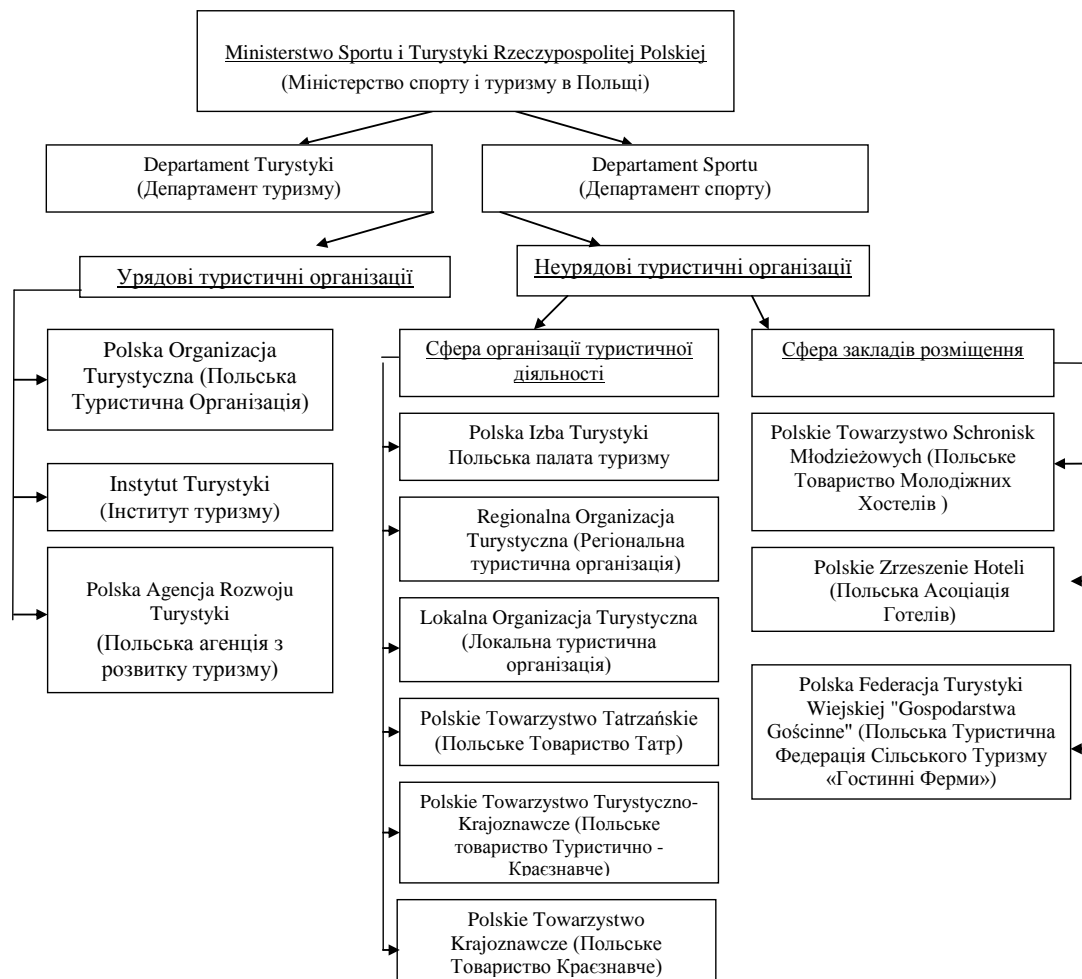 Ministerstwo Sportu i Turystyki Rzeczypospolitej Polskiej
(Міністерство спорту і туризму в Польщі)
Departament Turystyki
(Департамент туризму)
Departament Sportu
(Департамент спорту)
Урядові туристичні організації
Неурядові туристичні організації
Polska Organizacja
Turystyczna (Польська
Туристична Організація)
Instytut Turystyki
(Інститут туризму)
Polska Agencja Rozwoju
Turystyki
(Польська агенція з
розвитку туризму)
Сфера організації туристичної
діяльності
Polska Izba Turystyki
Польська палата туризму
Regionalna Organizacja
Turystyczna (Регіональна
туристична організація)
Lokalna Organizacja Turystyczna
(Локальна туристична
організація)
Polskie Towarzystwo Tatrzańskie
(Польське Товариство Татр)
Polskie Towarzystwo Turystyczno-
Krajoznawcze (Польське
товариство Туристично -
Краєзнавче)
Polskie Towarzystwo
Krajoznawcze (Польське
Товариство Краєзнавче)
Сфера закладів розміщення
Polskie Towarzystwo Schronisk
Młodzieżowych (Польське
Товариство Молодіжних
Хостелів )
Polskie Zrzeszenie Hoteli
(Польська Асоціація
Готелів)
Polska Federacja Turystyki
Wiejskiej "Gospodarstwa
Gościnne" (Польська Туристична
Федерація Сільського Туризму
«Гостинні Ферми»)